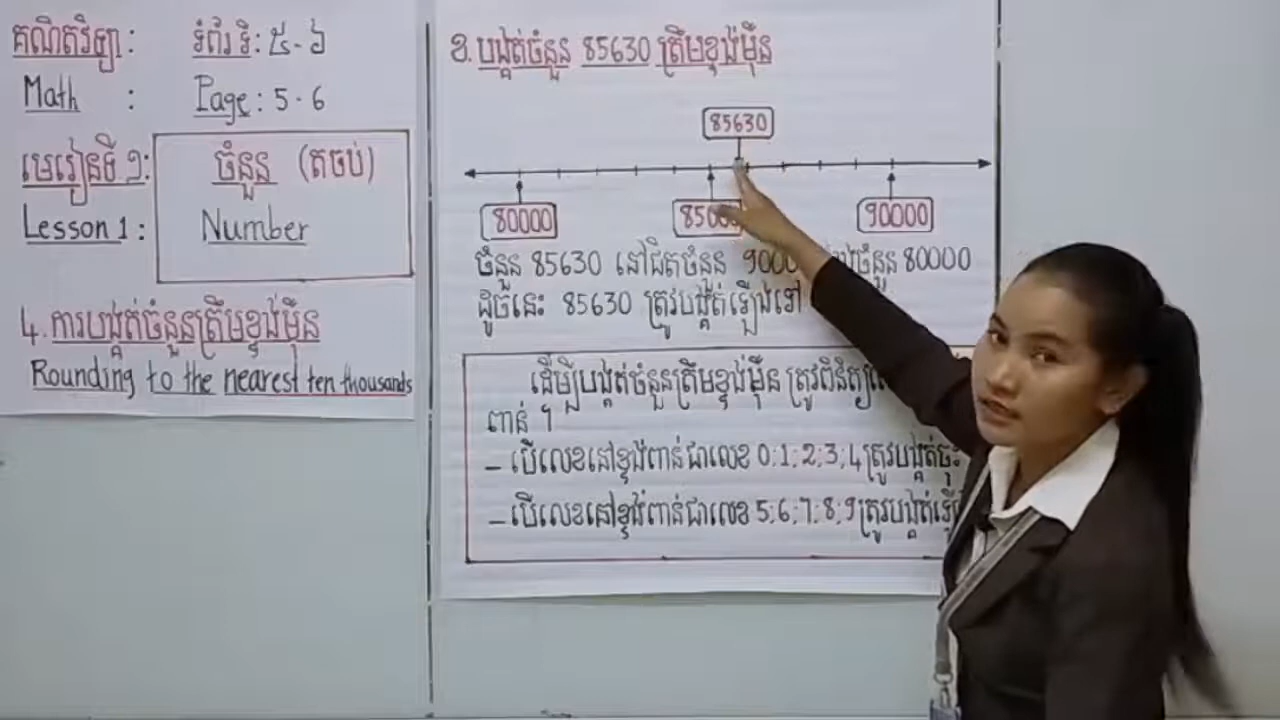 គណិតវិទ្យា : ទំព័រទី : ៥-៦
Math : Page : 5-6
មេរៀនទី ១ : ចំនួន (តចប់)
Lesson 1 : Number
៤. ការបង្គត់ចំនួនត្រឹមខ្ទង់ម៉ឺន
Rounding to the nearest ten thousands
ខ. បង្គត់ចំនួន 85630 ត្រឹមខ្ទង់ម៉ឺន
85630
80000 90000
ចំនួន 85630 នៅជិតចំនួន ចំនួន 80000
ដូចនេះ 85630 ត្រូវបង្គត់ឡើងទៅ
ដើម្បីបង្គត់ចំនួនត្រឹមខ្ទង់ម៉ឺន ត្រូវពិនិត្យ
ពាន់ ។
– បើលេខនៅខ្ទង់ពាន់ជាលេខ 0;1;2;3;4 ត្រូវបង្គត់
– បើលេខនៅខ្ទង់ពាន់ជាលេខ 5;6;7;8;9 ត្រូវបង្គត់